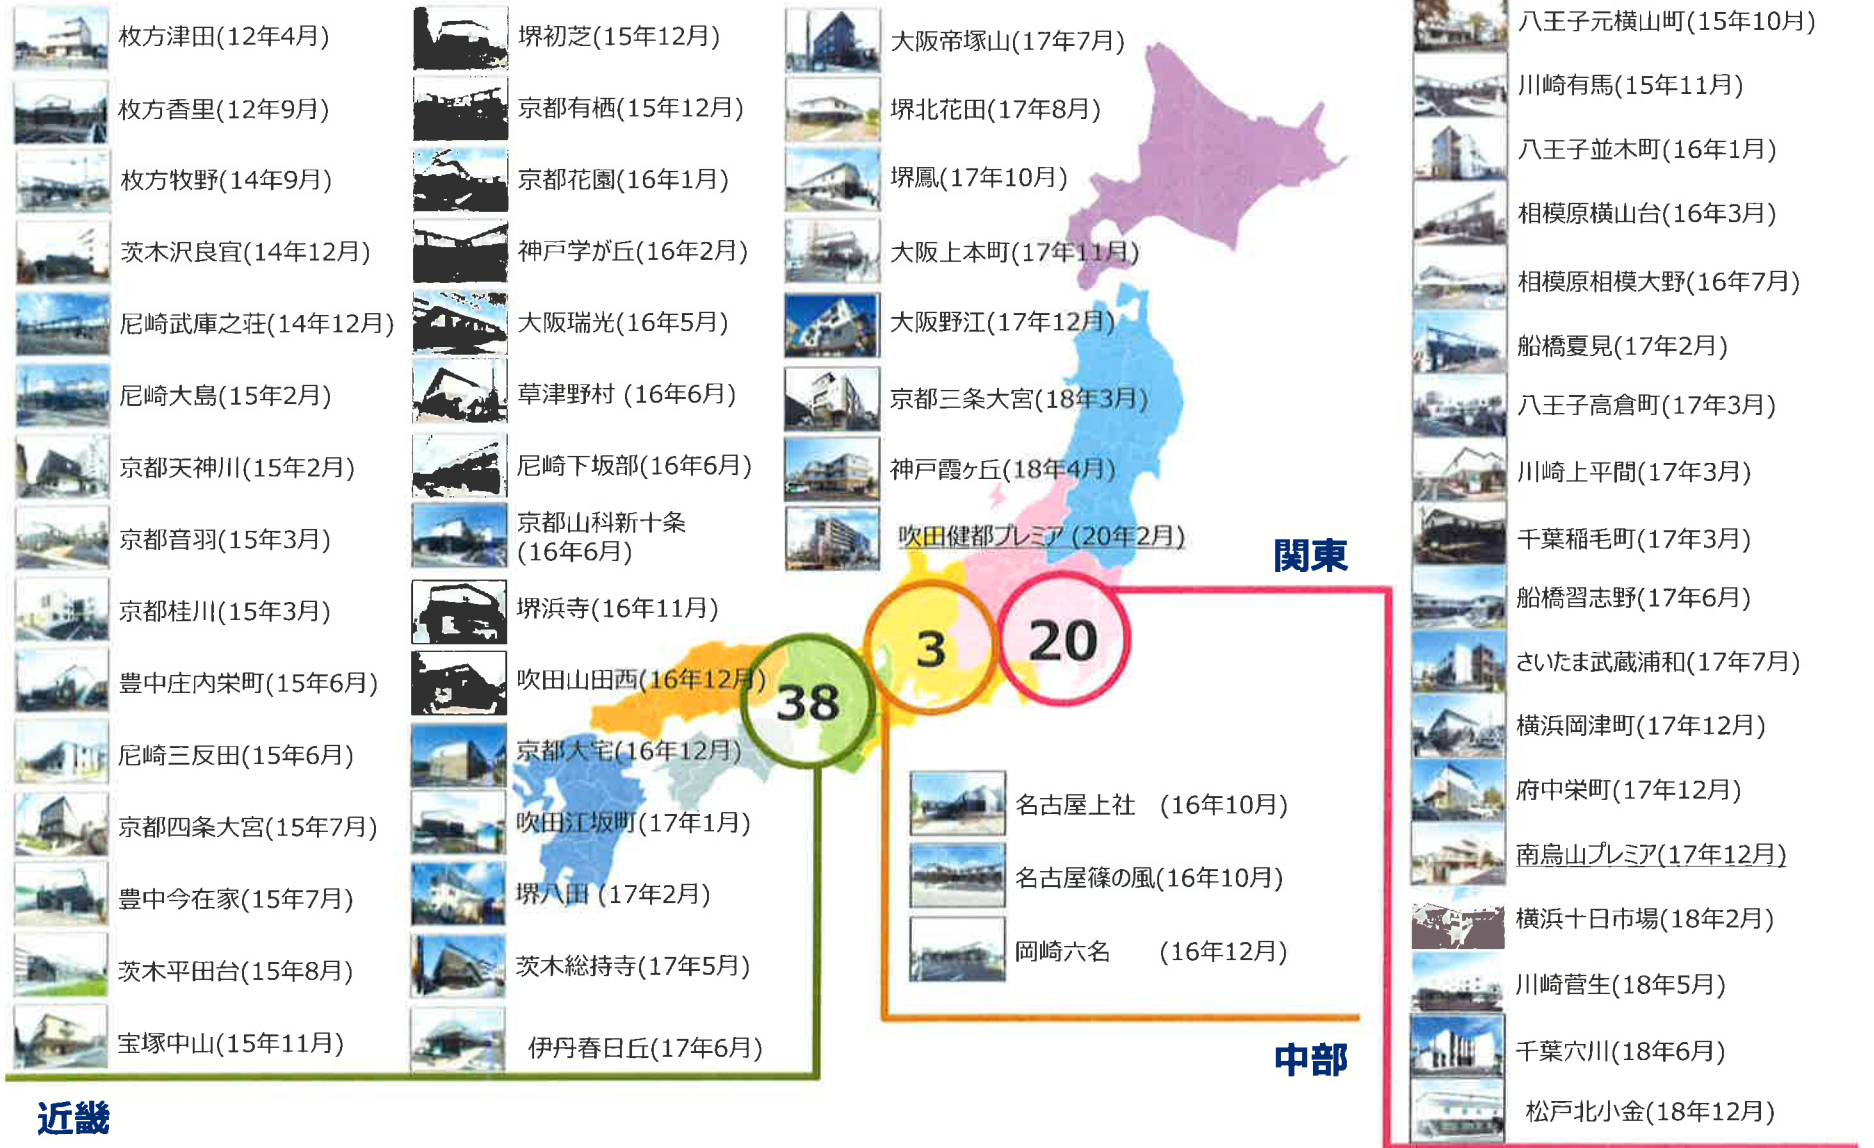 枚方津田(12年4月)
枚方香里(12年9月)
枚方牧野(14年9月)
茨木沢良宜(14年12月)
尼崎武庫之荘(14年12月)
尼崎大島(15年2月)
京都天神川(15年2月)
京都音羽(15年3月)
京都桂川(15年3月)
豊中庄内栄町(15年6月)
尼崎三反田(15年6月)
京都四条大宮(15年7月)
豊中今在家(15年7月)
茨木平田台(15年8月)
宝塚中山(15年11月)
堺初芝(15年12月)
京都有栖(15年12月)
京都花園(16年1月)
神戸学が丘(16年2月)
大阪瑞光(16年5月)
草津野村 (16年6月)
尼崎下坂部(16年6月)
京都山科新十条
(16年6月)
堺浜寺(16年11月)
吹田山田西(16年12月)
京都大宅(16年12月)
吹田江坂町(17年1月)
堺八田 (17年2月)
茨木総持寺(17年5月)
伊丹春日丘(17年6月)
大阪帝塚山(17年7月)
堺北花田(17年8月)
堺鳳(17年10月)
大阪上本町(17年11月)
大阪野江(17年12月)
京都三条大宮(18年3月)
神戸霞ヶ丘(18年4月)
吹田健都プレミア (20年2月)
38
近畿
3
名古屋上社 (16年10月)
名古屋篠の風(16年10月)
岡崎六名 (16年12月)
中部
20
関東
八王子元横山町(15年10月)
川崎有馬(15年11月)
八王子並木町(16年1月)
相模原横山台(16年3月)
相模原相模大野(16年7月)
船橋夏見(17年2月)
八王子高倉町(17年3月)
川崎上平間(17年3月)
千葉稲毛町(17年3月)
船橋習志野(17年6月)
さいたま武蔵浦和(17年7月)
横浜岡津町(17年12月)
府中栄町(17年12月)
南烏山プレミア(17年12月)
横浜十日市場(18年2月)
川崎菅生(18年5月)
千葉穴川(18年6月)
松戸北小金(18年12月)